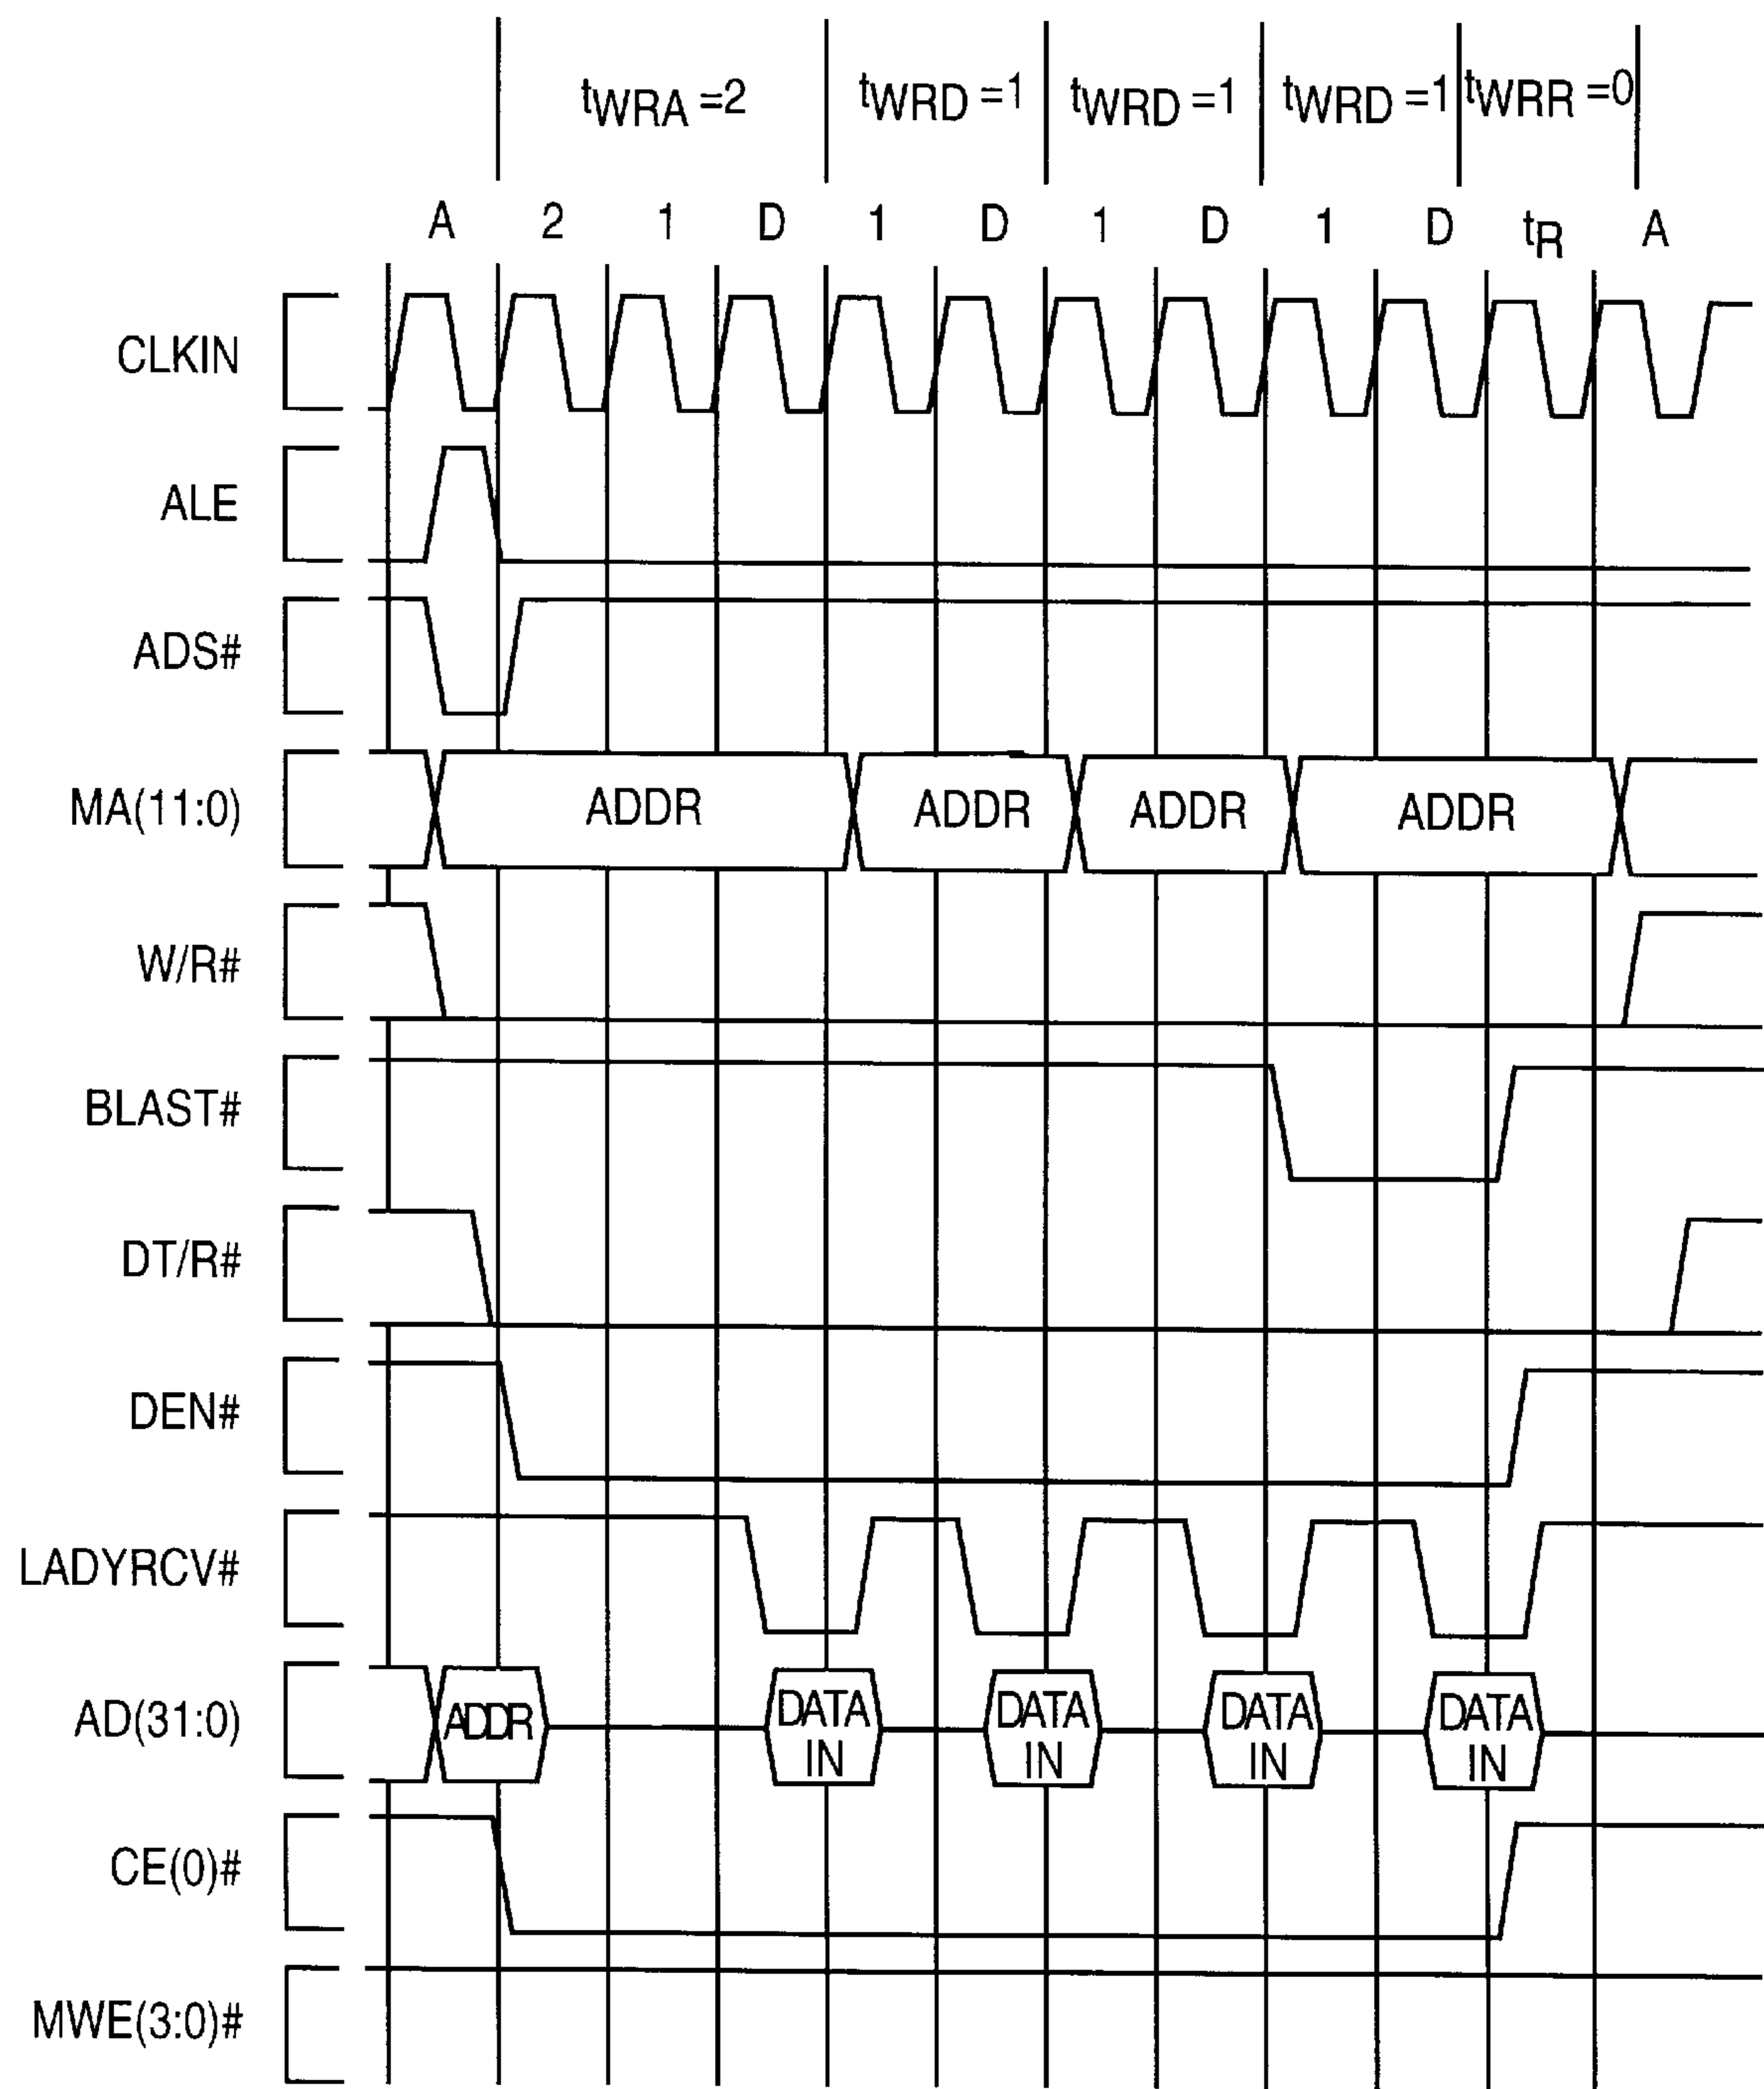 tWRA =2 tWRD =1 tWRD =1 tWRD =1 tWRR =0
A 2 1 D 1 D 1 D 1 D tR A
CLKIN
ALE
ADS#
MA(11:0) ADDR ADDR ADDR ADDR
W/R#
BLAST#
DT/R#
DEN#
LADYRCV#
AD(31:0) ADDR DATA IN DATA IN DATA IN DATA IN
CE(0)#
MWE(3:0)#